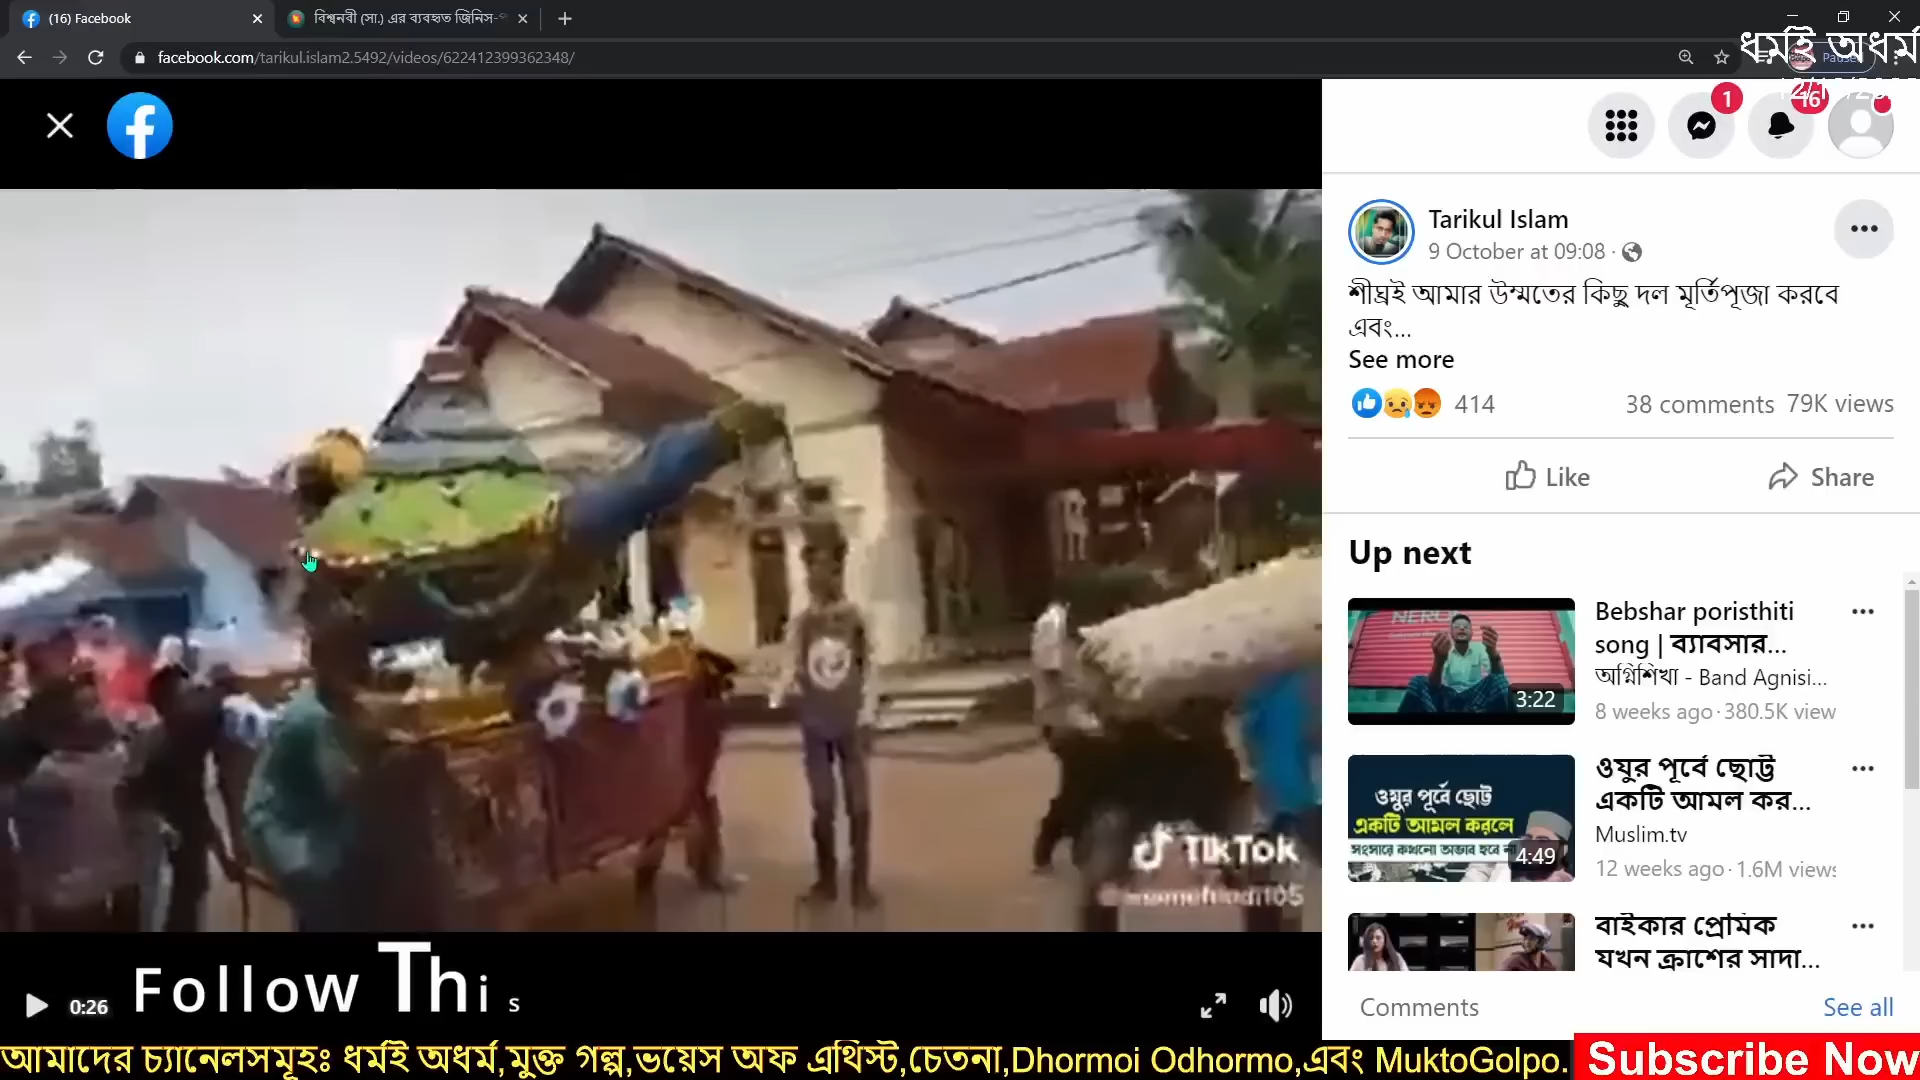 (16) Facebook
বিশ্বনবী (সা.) এর ব্যবহৃত জিনিস-
facebook.com/tarikul.islam2.5492/videos/622412399362348/
ধর্মই অধর্ম
1
16
Tarikul Islam
9 October at 09:08
শীঘ্রই আমার উম্মতের কিছু দল মূর্তিপূজা করবে
এবং...
See more
414
38 comments
79K views
Like
Share
Up next
Bebshar poristhiti
song | ব্যাবসার...
অগ্নিশিখা - Band Agnisi...
8 weeks ago · 380.5K view
3:22
ওযুর পূর্বে ছোট্ট
একটি আমল কর...
Muslim.tv
12 weeks ago · 1.6M views
ওযুর পূর্বে ছোট্ট
একটি আমল করলে
সংসারে কখনো অভাব হবে না
4:49
বাইকার প্রেমিক
যখন ক্রাশের সাদা...
TikTok
0:26
Follow This
Comments
See all
আমাদের চ্যানেলসমূহঃ ধর্মই অধর্ম,মুক্ত গল্প,ভয়েস অফ এথিস্ট,চেতনা,Dhormoi Odhormo,এবং MuktoGolpo.
Subscribe Now